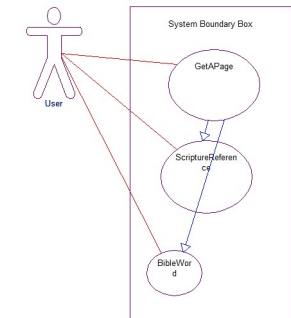 System Boundary Box
GetAPage
User
ScriptureReferen
ce
BibleWor
d